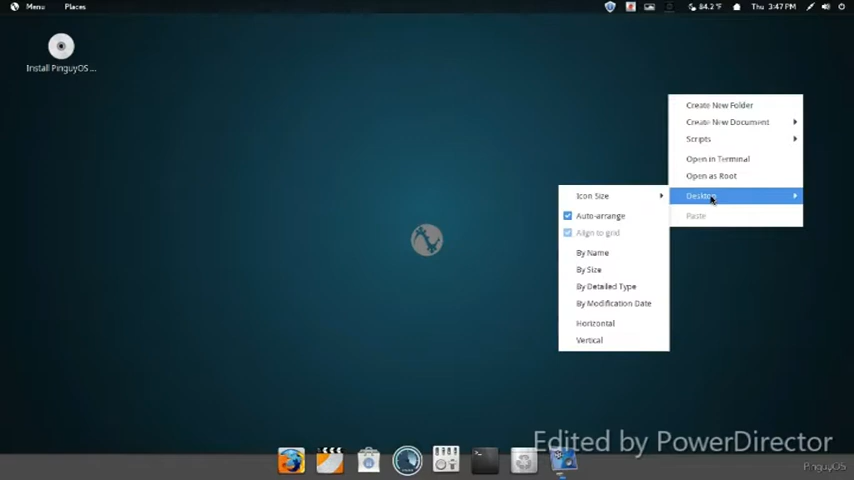 Menu Places
84.2 °F Thu 3:47 PM
Install PinguyOS ...
Create New Folder
Create New Document
Scripts
Open in Terminal
Open as Root
Desktop
Paste
Icon Size
Auto-arrange
Align to grid
By Name
By Size
By Detailed Type
By Modification Date
Horizontal
Vertical
Edited by PowerDirector
PinguyOS